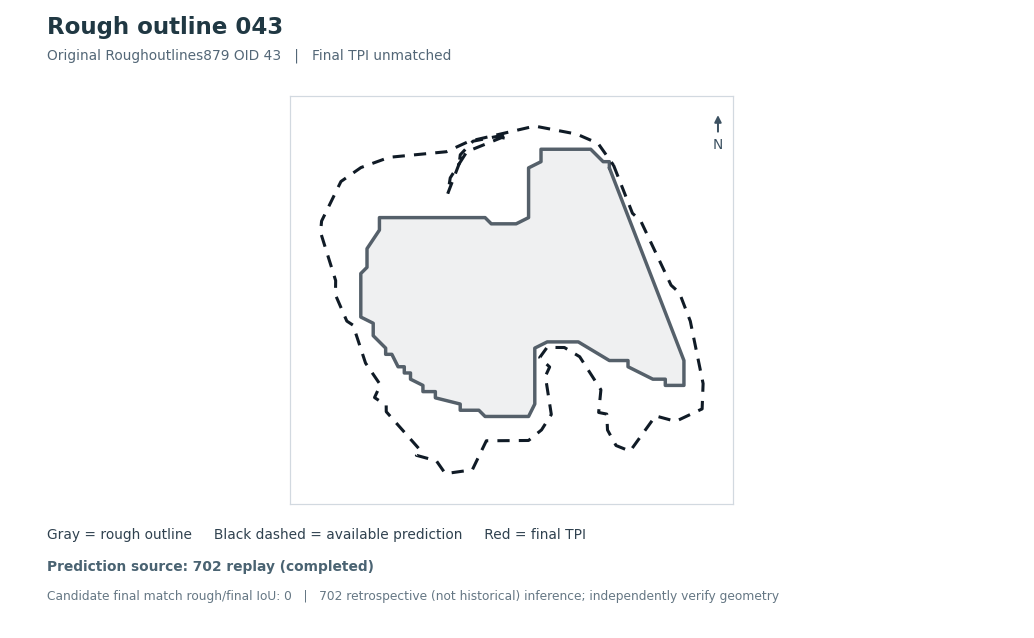 Rough outline 043
Original Roughoutlines879 OID 43   |   Final TPI unmatched
N
Gray = rough outline     Black dashed = available prediction     Red = final TPI
Prediction source: 702 replay (completed)
Candidate final match rough/final IoU: 0   |   702 retrospective (not historical) inference; independently verify geometry